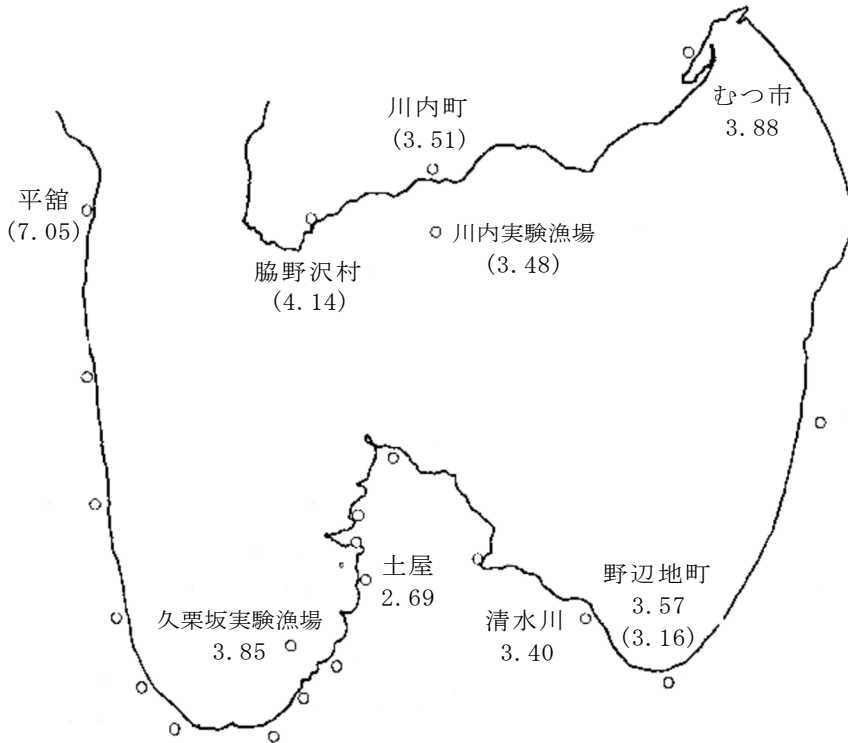 川内町
(3.51)
むつ市
3.88
平舘
(7.05)
川内実験漁場
(3.48)
脇野沢村
(4.14)
土屋
2.69
野辺地町
3.57
(3.16)
久栗坂実験漁場
3.85
清水川
3.40